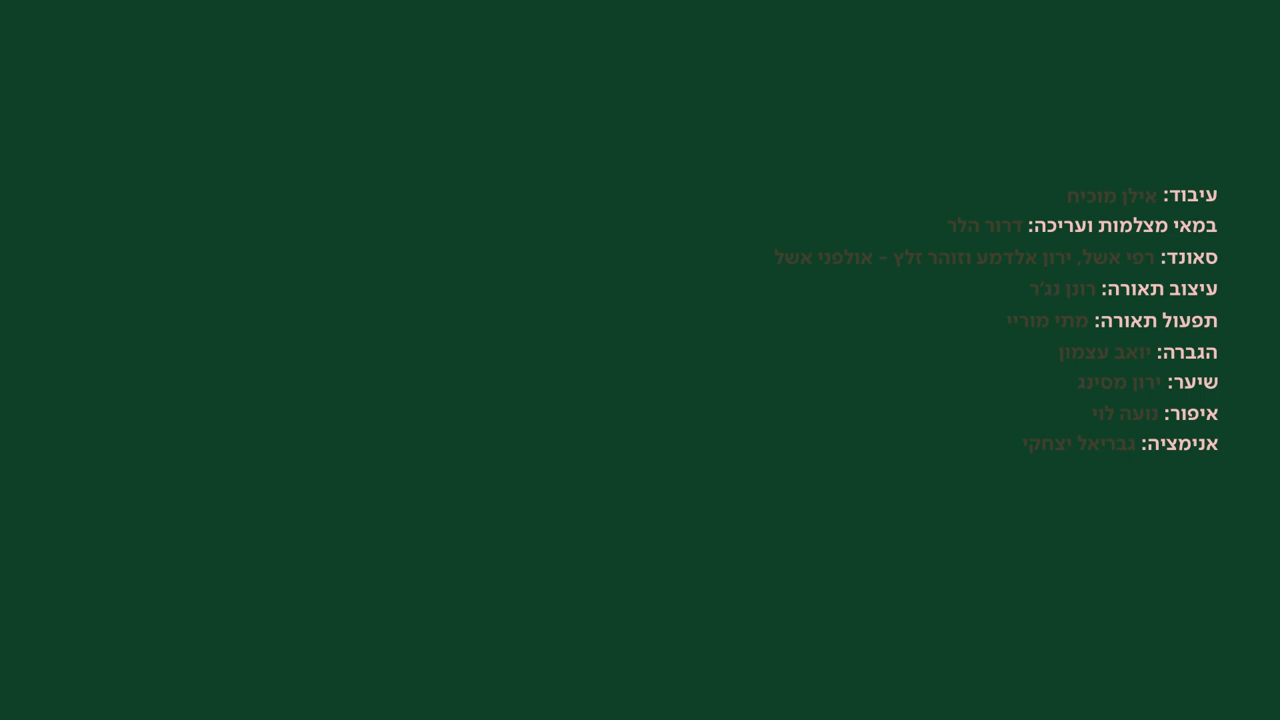 עיבוד: אילן מוכיח
במאי מצלמות ועריכה: דרור הלר
סאונד: רפי אשל, ירון אלדמע וזוהר זלץ – אולפני אשל
עיצוב תאורה: רונן נג'ר
תפעול תאורה: מתי מוריי
הגברה: יואב עצמון
שיער: ירון מסינג
איפור: נועה לוי
אנימציה: גבריאל יצחקי